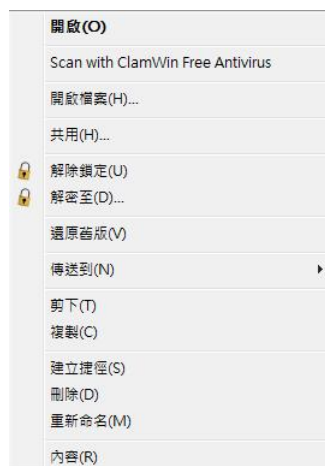 開啟(O)
Scan with ClamWin Free Antivirus
開啟檔案(H)...
共用(H)...
解除鎖定(U)
解密至(D)...
還原舊版(V)
傳送到(N)
剪下(T)
複製(C)
建立捷徑(S)
刪除(D)
重新命名(M)
內容(R)